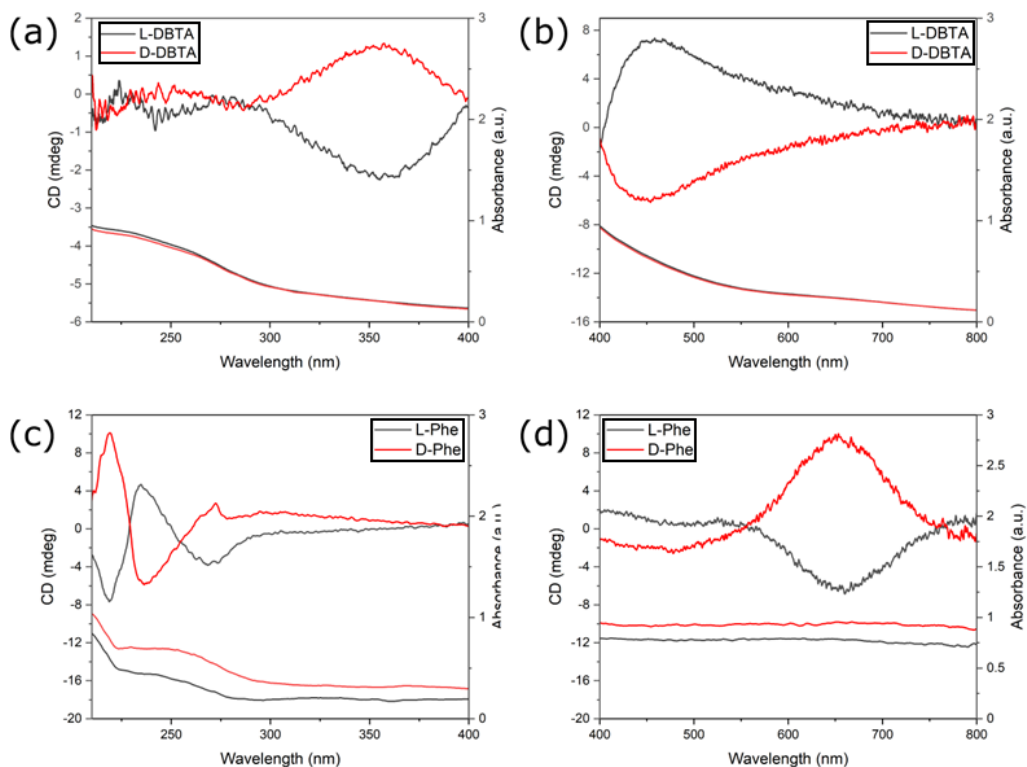 (a)
L-DBTA
D-DBTA
CD (mdeg)
2
1
0
-1
-2
-3
-4
-5
-6
3
2
1
0
Absorbance (a.u.)
250 300 350 400
Wavelength (nm)
(b)
L-DBTA
D-DBTA
CD (mdeg)
8
4
0
-4
-8
-12
-16
3
2
1
0
Absorbance (a.u.)
400 500 600 700 800
Wavelength (nm)
(c)
L-Phe
D-Phe
CD (mdeg)
12
8
4
0
-4
-8
-12
-16
-20
3
2
1
0
Absorbance (a.u.)
250 300 350 400
Wavelength (nm)
(d)
L-Phe
D-Phe
CD (mdeg)
12
8
4
0
-4
-8
-12
-16
-20
3
2.5
2
1.5
1
0.5
0
Absorbance (a.u.)
400 500 600 700 800
Wavelength (nm)